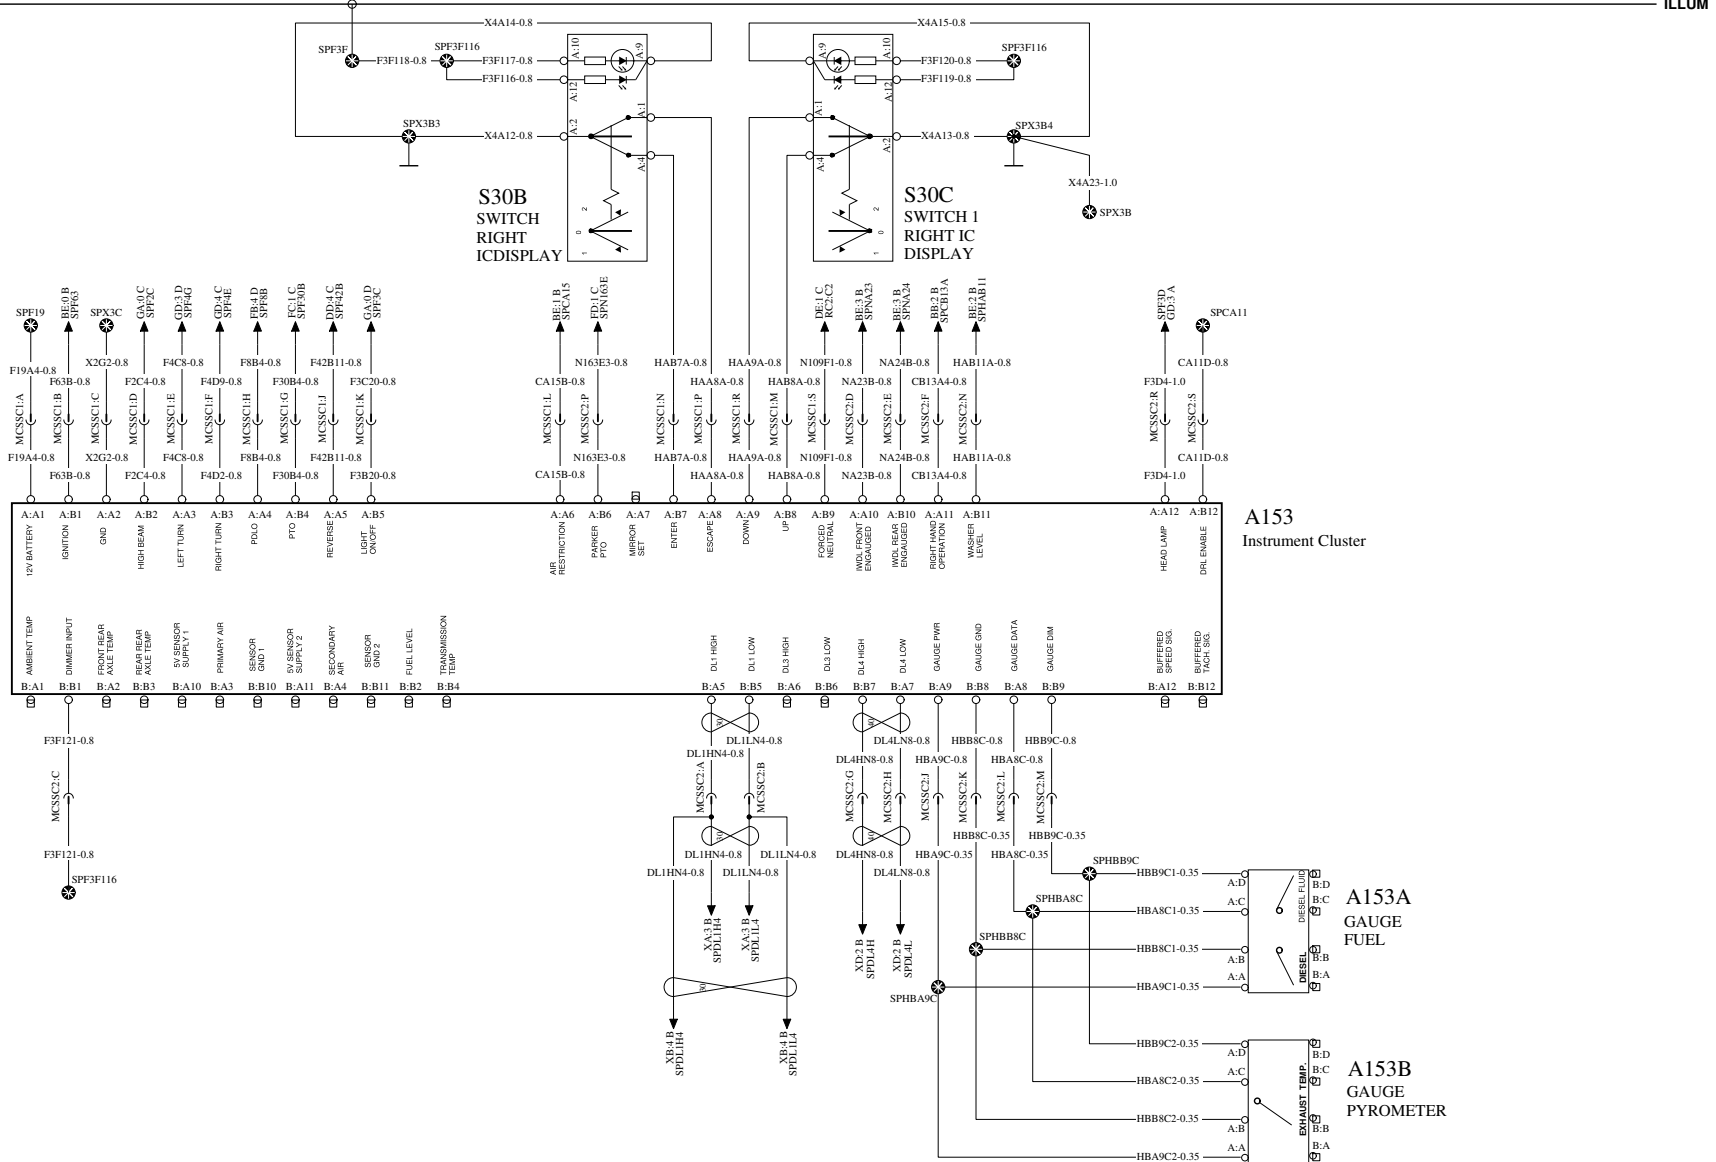 ILLUM
X4A14-0.8
X4A15-0.8
SPF3F
SPF3F116
F3F118-0.8
F3F117-0.8
F3F116-0.8
A:10
A:9
A:12
A:1
A:2
A:4
SPX3B3
X4A12-0.8
2
0
1
S30B
SWITCH
RIGHT
ICDISPLAY
A:9
A:10
A:12
A:1
A:2
A:4
F3F120-0.8
F3F119-0.8
SPF3F116
X4A13-0.8
SPX3B4
X4A23-1.0
SPX3B
2
0
1
S30C
SWITCH 1
RIGHT IC
DISPLAY
SPF19
BE:0 B
SPF63
SPX3C
GA:0 C
SPF2C
GD:3 D
SPF4G
GD:4 C
SPF4E
FB:4 D
SPF8B
FC:1 C
SPF30B
DD:4 C
SPF42B
GA:0 D
SPF3C
BE:1 B
SPCA15
FD:1 C
SPN163E
DE:1 C
RC2:C2
BE:3 B
SPNA23
BE:3 B
SPNA24
BB:2 B
SPCB13A
BE:2 B
SPHAB11
SPF3D
GD:3 A
SPCA11
F19A4-0.8
F63B-0.8
X2G2-0.8
F2C4-0.8
F4C8-0.8
F4D9-0.8
F8B4-0.8
F30B4-0.8
F42B11-0.8
F3C20-0.8
CA15B-0.8
N163E3-0.8
HAB7A-0.8
HAA8A-0.8
HAA9A-0.8
HAB8A-0.8
N109F1-0.8
NA23B-0.8
NA24B-0.8
CB13A4-0.8
HAB11A-0.8
F3D4-1.0
CA11D-0.8
MCSSC1:A
MCSSC1:B
MCSSC1:C
MCSSC1:D
MCSSC1:E
MCSSC1:F
MCSSC1:H
MCSSC1:G
MCSSC1:J
MCSSC1:K
MCSSC1:L
MCSSC2:P
MCSSC1:N
MCSSC1:P
MCSSC1:R
MCSSC1:M
MCSSC1:S
MCSSC2:D
MCSSC2:E
MCSSC2:F
MCSSC2:N
MCSSC2:R
MCSSC2:S
F19A4-0.8
F63B-0.8
X2G2-0.8
F2C4-0.8
F4C8-0.8
F4D2-0.8
F8B4-0.8
F30B4-0.8
F42B11-0.8
F3B20-0.8
CA15B-0.8
N163E3-0.8
HAB7A-0.8
HAA8A-0.8
HAA9A-0.8
HAB8A-0.8
N109F1-0.8
NA23B-0.8
NA24B-0.8
CB13A4-0.8
HAB11A-0.8
F3D4-1.0
CA11D-0.8
A:A1
A:B1
A:A2
A:B2
A:A3
A:B3
A:A4
A:B4
A:A5
A:B5
A:A6
A:B6
A:A7
A:B7
A:A8
A:A9
A:B8
A:B9
A:A10
A:B10
A:A11
A:B11
A:A12
A:B12
12V BATTERY
IGNITION
GND
HIGH BEAM
LEFT TURN
RIGHT TURN
PDLO
PTO
REVERSE
LIGHT
ON/OFF
AIR
RESTRICTION
PARKER
PTO
MIRROR
SET
ENTER
ESCAPE
DOWN
UP
FORCED
NEUTRAL
IWDL FRONT
ENGAUGED
IWDL REAR
ENGAUGED
RIGHT HAND
OPERATION
WASHER
LEVEL
HEAD LAMP
DRL ENABLE
A153
Instrument Cluster
AMBIENT TEMP
DIMMER INPUT
FRONT REAR
AXLE TEMP
REAR REAR
AXLE TEMP
5V SENSOR
SUPPLY 1
PRIMARY AIR
SENSOR
GND 1
5V SENSOR
SUPPLY 2
SECONDARY
AIR
SENSOR
GND 2
FUEL LEVEL
TRANSMISSION
TEMP
DL1 HIGH
DL1 LOW
DL3 HIGH
DL3 LOW
DL4 HIGH
DL4 LOW
GAUGE PWR
GAUGE GND
GAUGE DATA
GAUGE DIM
BUFFERED
SPEED SIG.
BUFFERED
TACH. SIG.
B:A1
B:B1
B:A2
B:B3
B:A10
B:A3
B:B10
B:A11
B:A4
B:B11
B:B2
B:B4
B:A5
B:B5
B:A6
B:B6
B:B7
B:A7
B:A9
B:B8
B:A8
B:B9
B:A12
B:B12
F3F121-0.8
MCSSC2:C
F3F121-0.8
SPF3F116
30
DL1LN4-0.8
DL1HN4-0.8
MCSSC2:A
MCSSC2:B
30
DL1HN4-0.8
DL1LN4-0.8
DL1HN4-0.8
DL1LN4-0.8
XA:3 B
SPDL1H4
XA:3 B
SPDL1L4
30
XB:4 B
SPDL1H4
XB:4 B
SPDL1L4
40
DL4LN8-0.8
DL4HN8-0.8
MCSSC2:G
MCSSC2:H
40
DL4HN8-0.8
DL4LN8-0.8
XD:2 B
SPDL4H
XD:2 B
SPDL4L
HBB8C-0.8
HBB9C-0.8
HBA9C-0.8
HBA8C-0.8
MCSSC2:J
MCSSC2:K
MCSSC2:L
MCSSC2:M
HBB8C-0.35
HBB9C-0.35
HBA9C-0.35
HBA8C-0.35
SPHBB9C
SPHBA8C
SPHBB8C
SPHBA9C
HBB9C1-0.35
HBA8C1-0.35
HBB8C1-0.35
HBA9C1-0.35
A:D
A:C
A:B
A:A
DIESEL FLUID
DIESEL
B:D
B:C
B:B
B:A
A153A
GAUGE
FUEL
HBB9C2-0.35
HBA8C2-0.35
HBB8C2-0.35
HBA9C2-0.35
A:D
A:C
A:B
A:A
EXHAUST TEMP.
B:D
B:C
B:B
B:A
A153B
GAUGE
PYROMETER